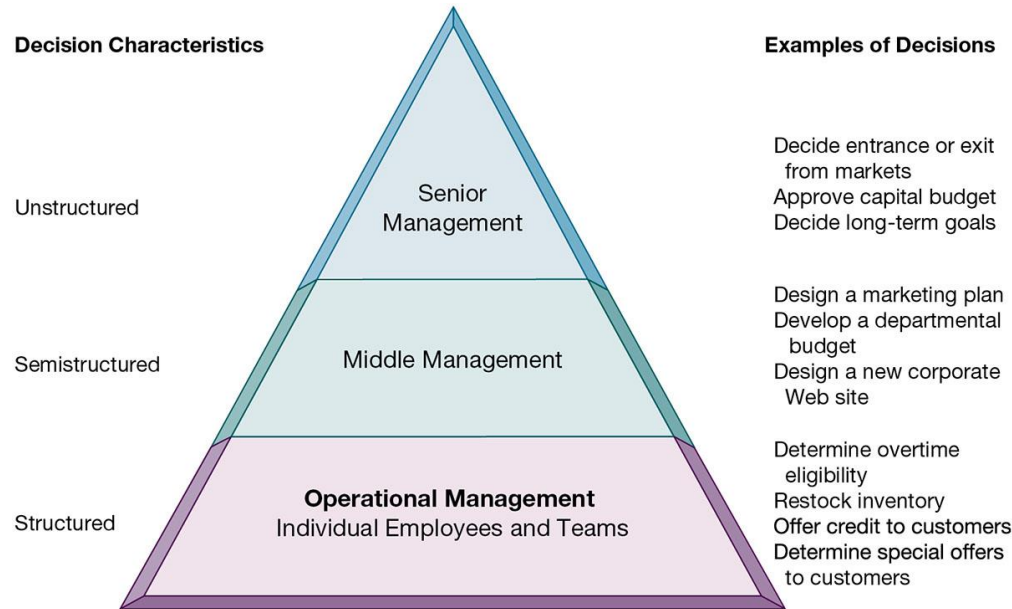 Decision Characteristics
Examples of Decisions
Unstructured
Senior
Management
Decide entrance or exit
from markets
Approve capital budget
Decide long-term goals
Semistructured
Middle Management
Design a marketing plan
Develop a departmental
budget
Design a new corporate
Web site
Structured
Operational Management
Individual Employees and Teams
Determine overtime
eligibility
Restock inventory
Offer credit to customers
Determine special offers
to customers